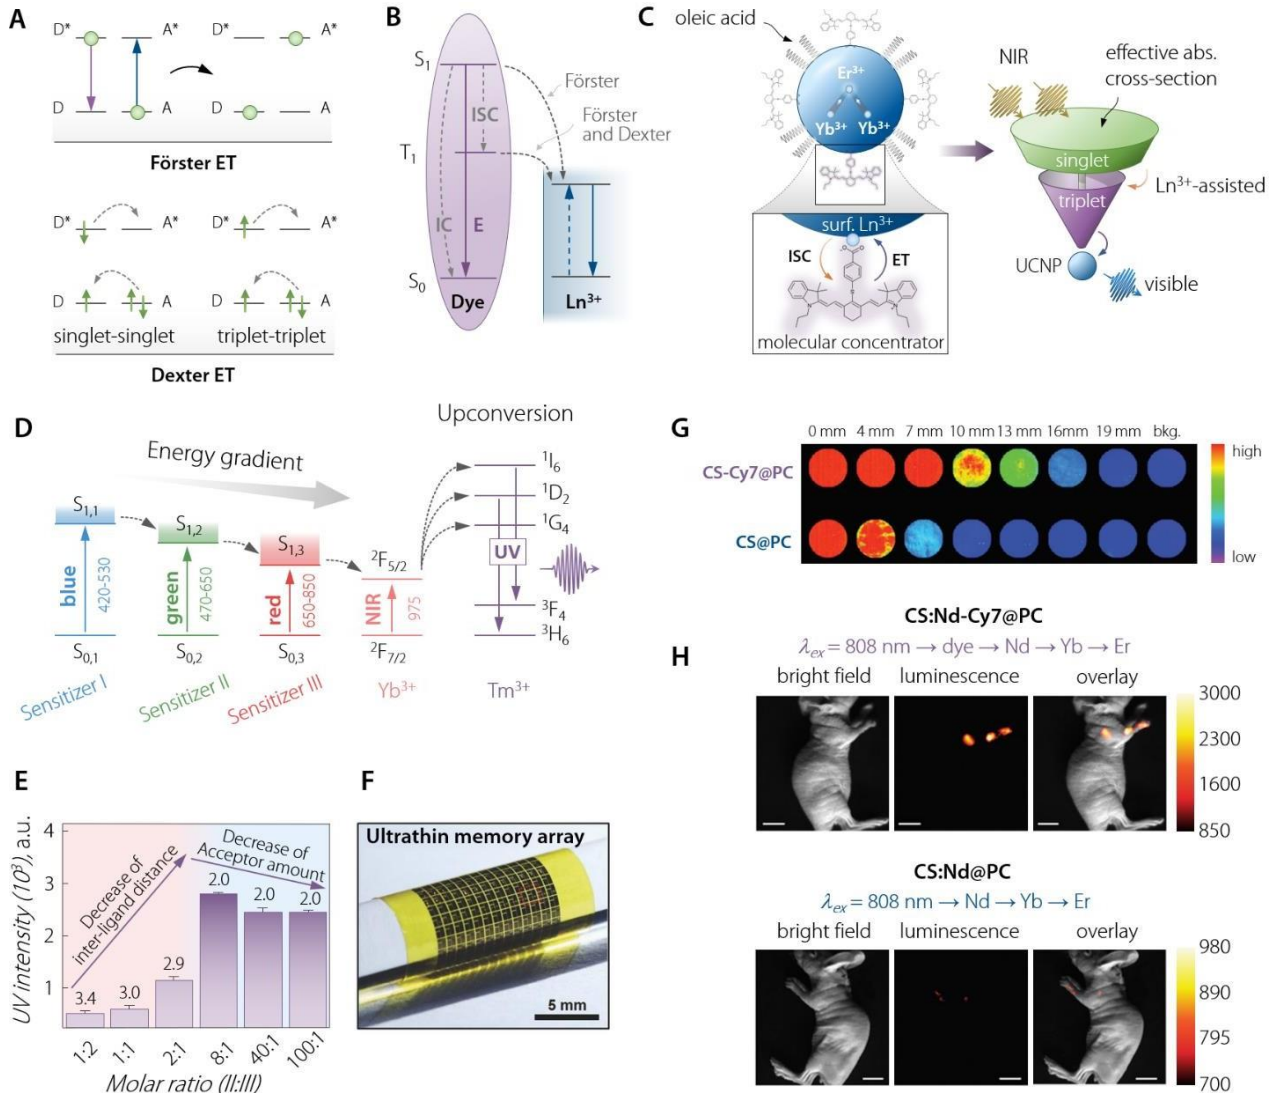 A
D*
A*
D*
A*
D
A
D
A
Förster ET
D*
A*
D*
A*
D
A
D
A
singlet-singlet
triplet-triplet
Dexter ET
B
S1
Förster
ISC
Förster
and Dexter
T1
IC
E
S0
Dye
Ln3+
C
oleic acid
Er3+
Yb3+
Yb3+
surf. Ln3+
ISC
ET
molecular concentrator
NIR
effective abs.
cross-section
singlet
triplet
Ln3+-assisted
UCNP
visible
D
Upconversion
Energy gradient
S1,1
S1,2
S1,3
2F5/2
1I6
1D2
1G4
UV
3F4
3H6
blue
420-530
green
470-650
red
650-850
NIR
975
S0,1
S0,2
S0,3
2F7/2
Sensitizer I
Sensitizer II
Sensitizer III
Yb3+
Tm3+
E
UV intensity (10³), a.u.
4
3
2
1
Decrease of
inter-ligand distance
Decrease of
Acceptor amount
3.4
3.0
2.9
2.0
2.0
2.0
1:2
1:1
2:1
8:1
40:1
100:1
Molar ratio (II:III)
F
Ultrathin memory array
5 mm
G
0 mm
4 mm
7 mm
10 mm
13 mm
16mm
19 mm
bkg.
CS-Cy7@PC
CS@PC
high
low
H
CS:Nd-Cy7@PC
λex = 808 nm → dye → Nd → Yb → Er
bright field
luminescence
overlay
3000
2300
1600
850
CS:Nd@PC
λex = 808 nm → Nd → Yb → Er
bright field
luminescence
overlay
980
890
795
700